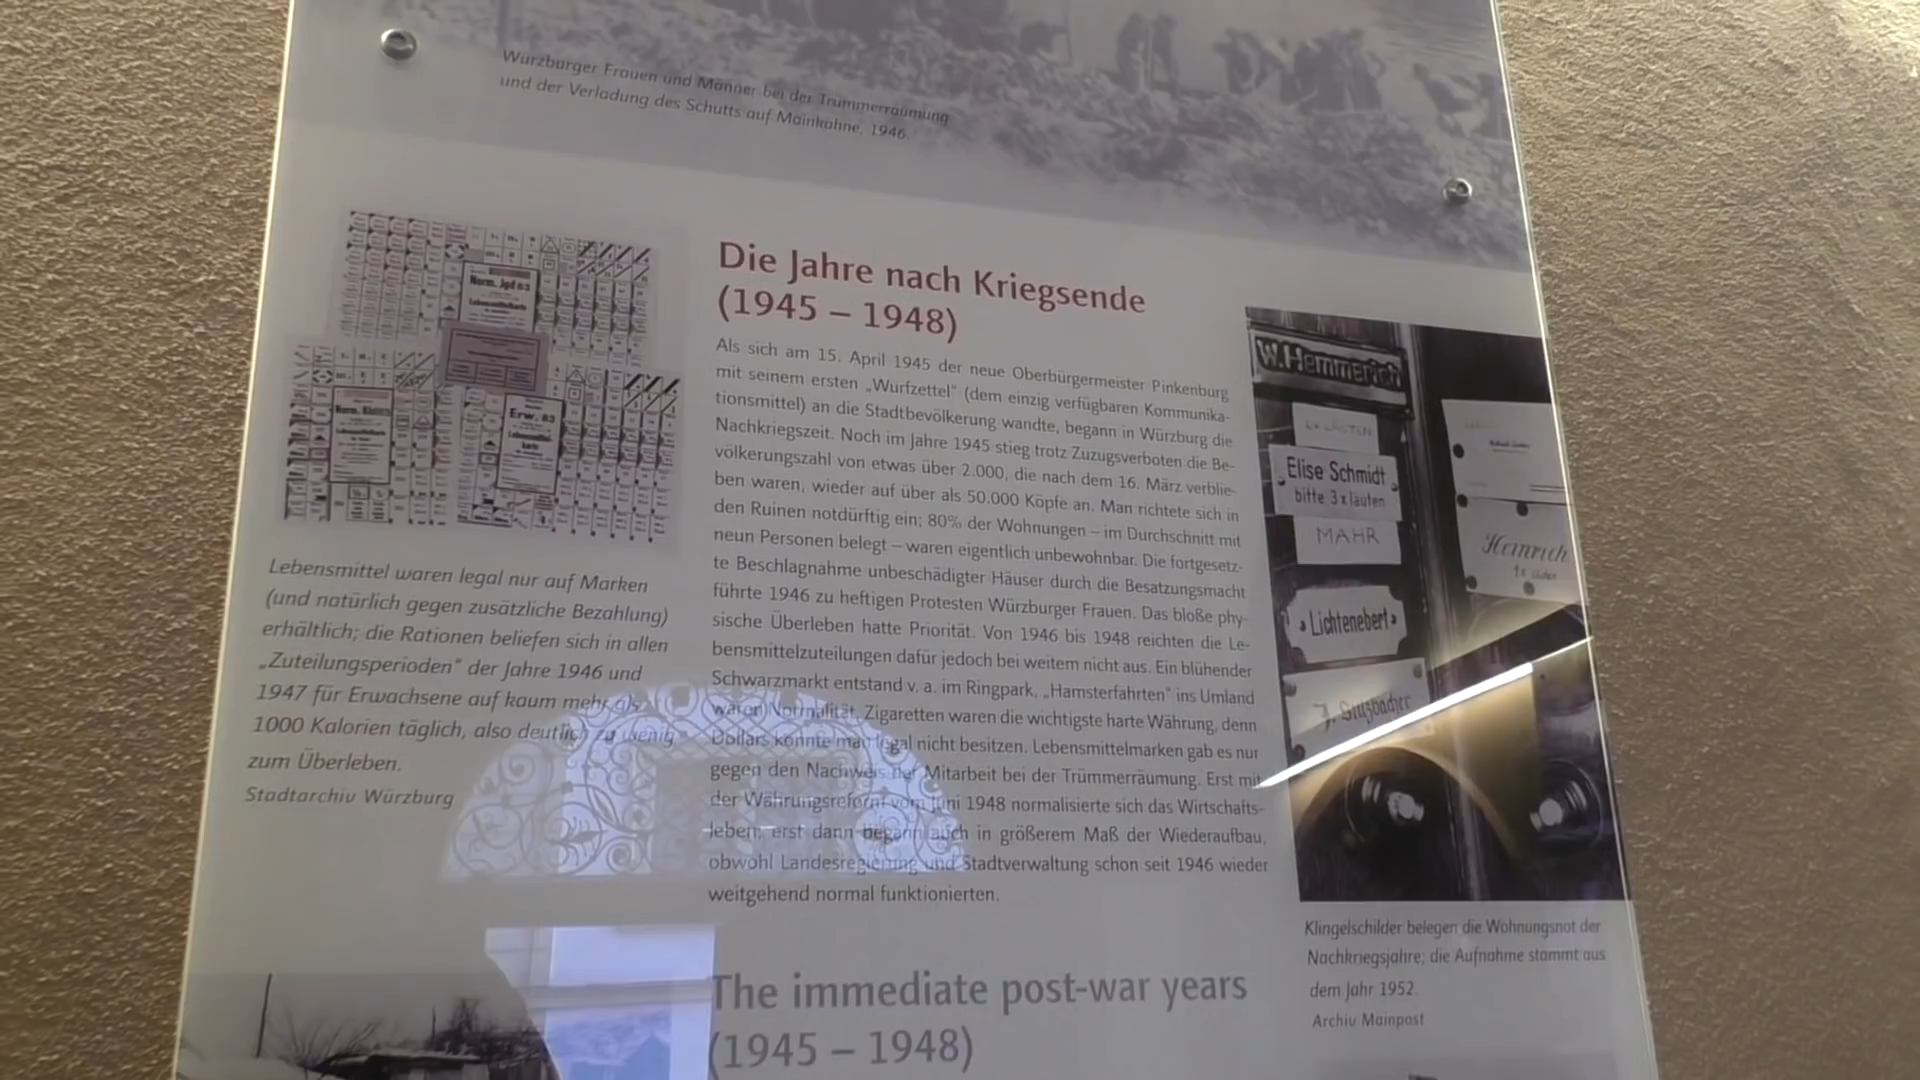 Würzburger Frauen und Männer bei der Trümmerräumung
und der Verladung des Schutts auf Mainkähne, 1946.
Norm. Jgd 83
Lebensmittelkarte
Erw. 83
Lebensmittel-
karte
Lebensmittel waren legal nur auf Marken
(und natürlich gegen zusätzliche Bezahlung)
erhältlich; die Rationen beliefen sich in allen
„Zuteilungsperioden" der Jahre 1946 und
1947 für Erwachsene auf kaum mehr als
1000 Kalorien täglich, also deutlich zu wenig
zum Überleben.
Stadtarchiv Würzburg
Die Jahre nach Kriegsende
(1945 – 1948)
Als sich am 15. April 1945 der neue Oberbürgermeister Pinkenburg
mit seinem ersten „Wurfzettel" (dem einzig verfügbaren Kommunika-
tionsmittel) an die Stadtbevölkerung wandte, begann in Würzburg die
Nachkriegszeit. Noch im Jahre 1945 stieg trotz Zuzugsverboten die Be-
völkerungszahl von etwas über 2.000, die nach dem 16. März verblie-
ben waren, wieder auf über als 50.000 Köpfe an. Man richtete sich in
den Ruinen notdürftig ein; 80% der Wohnungen – im Durchschnitt mit
neun Personen belegt – waren eigentlich unbewohnbar. Die fortgesetz-
te Beschlagnahme unbeschädigter Häuser durch die Besatzungsmacht
führte 1946 zu heftigen Protesten Würzburger Frauen. Das bloße phy-
sische Überleben hatte Priorität. Von 1946 bis 1948 reichten die Le-
bensmittelzuteilungen dafür jedoch bei weitem nicht aus. Ein blühender
Schwarzmarkt entstand v. a. im Ringpark, „Hamsterfahrten" ins Umland
waren Normalität. Zigaretten waren die wichtigste harte Währung, denn
Dollars konnte man legal nicht besitzen. Lebensmittelmarken gab es nur
gegen den Nachweis der Mitarbeit bei der Trümmerräumung. Erst mit
der Währungsreform vom Juni 1948 normalisierte sich das Wirtschafts-
leben; erst dann begann auch in größerem Maß der Wiederaufbau,
obwohl Landesregierung und Stadtverwaltung schon seit 1946 wieder
weitgehend normal funktionierten.
The immediate post-war years
(1945 – 1948)
W. Hemmerich
Elise Schmidt
bitte 3 x läuten
MAHR
Lichtenebert
Heinrich
Klingelschilder belegen die Wohnungsnot der
Nachkriegsjahre; die Aufnahme stammt aus
dem Jahr 1952.
Archiv Mainpost